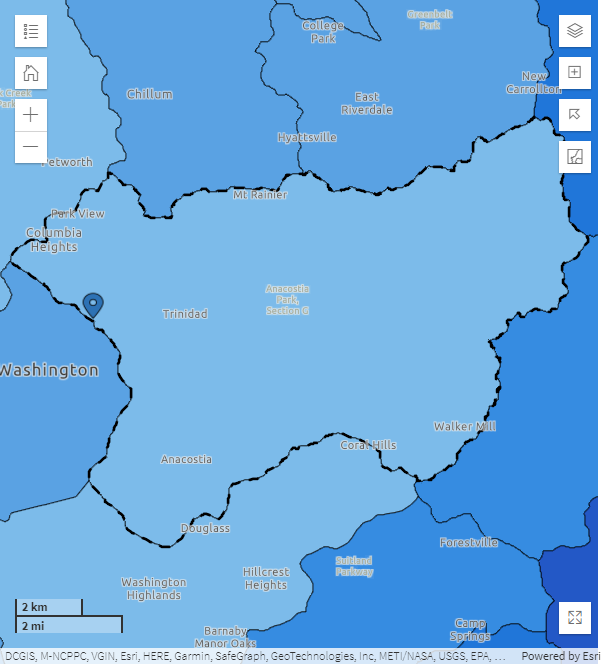 College
Park
Greenbelt
Park
New
Carrollton
Chillum
East
Riverdale
Hyattsville
Petworth
Mt Rainier
Park View
Columbia
Heights
Anacostia
Park,
Section G
Trinidad
Washington
Walker Mill
Coral Hills
Anacostia
Douglass
Forestville
Suitland
Parkway
Hillcrest
Heights
Washington
Highlands
2 km
2 mi
Barnaby
Manor Oaks
Camp
Springs
DCGIS, M-NCPPC, VGIN, Esri, HERE, Garmin, SafeGraph, GeoTechnologies, Inc, METI/NASA, USGS, EPA, ... Powered by Esri